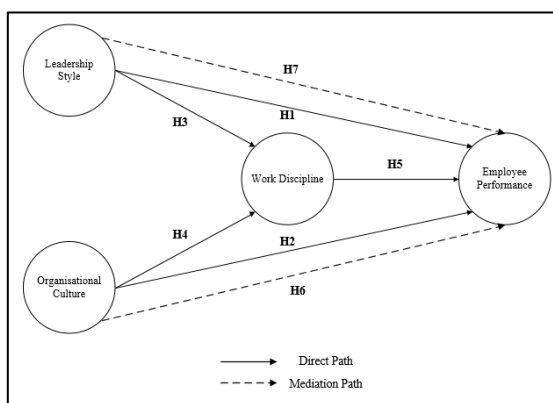 Leadership
Style
H7
H1
H3
Work Discipline
H5
Employee
Performance
H4
H2
Organisational
Culture
H6
Direct Path
Mediation Path